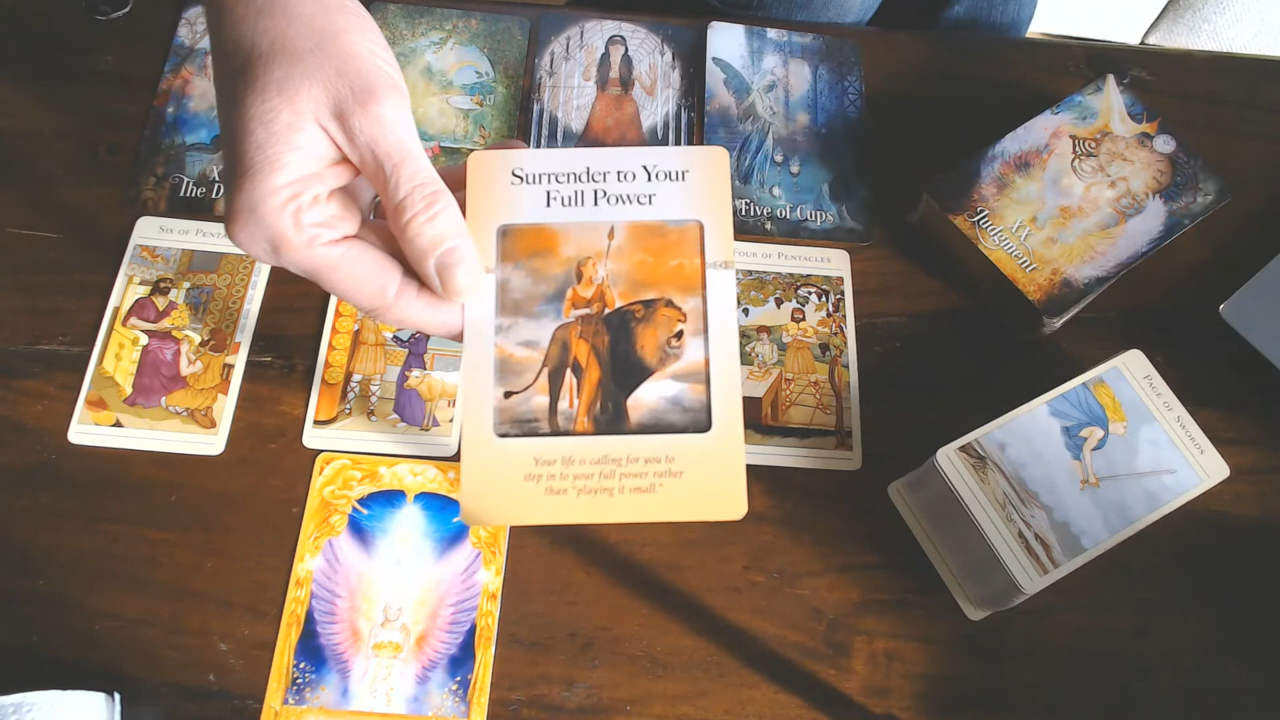 Surrender to Your
Full Power
Your life is calling for you to
step in to your full power rather
than "playing it small."
The D
Five of Cups
XX
Judgment
SIX OF PENTA
FOUR OF PENTACLES
PAGE OF SWORDS